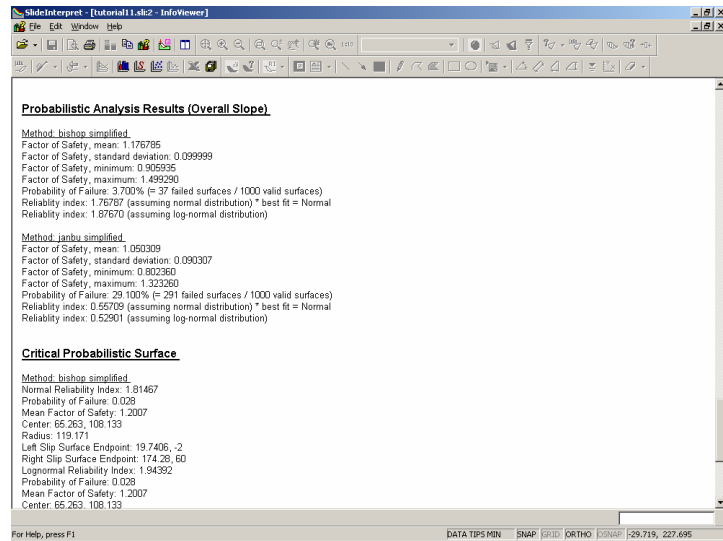 SlideInterpret - [tutorial11.sli:2 - InfoViewer]
File Edit Window Help
Probabilistic Analysis Results (Overall Slope)
Method: bishop simplified
Factor of Safety, mean: 1.176785
Factor of Safety, standard deviation: 0.099999
Factor of Safety, minimum: 0.905935
Factor of Safety, maximum: 1.499290
Probability of Failure: 3.700% (= 37 failed surfaces / 1000 valid surfaces)
Reliablity index: 1.76787 (assuming normal distribution) * best fit = Normal
Reliablity index: 1.87670 (assuming log-normal distribution)
Method: janbu simplified
Factor of Safety, mean: 1.050309
Factor of Safety, standard deviation: 0.090307
Factor of Safety, minimum: 0.802360
Factor of Safety, maximum: 1.323260
Probability of Failure: 29.100% (= 291 failed surfaces / 1000 valid surfaces)
Reliablity index: 0.55709 (assuming normal distribution) * best fit = Normal
Reliablity index: 0.52901 (assuming log-normal distribution)
Critical Probabilistic Surface
Method: bishop simplified
Normal Reliability Index: 1.81467
Probability of Failure: 0.028
Mean Factor of Safety: 1.2007
Center: 65.263, 108.133
Radius: 119.171
Left Slip Surface Endpoint: 19.7406, -2
Right Slip Surface Endpoint: 174.28, 60
Lognormal Reliability Index: 1.94392
Probability of Failure: 0.028
Mean Factor of Safety: 1.2007
Center: 65.263, 108.133
For Help, press F1
DATA TIPS MIN SNAP GRID ORTHO OSNAP -29.719, 227.695